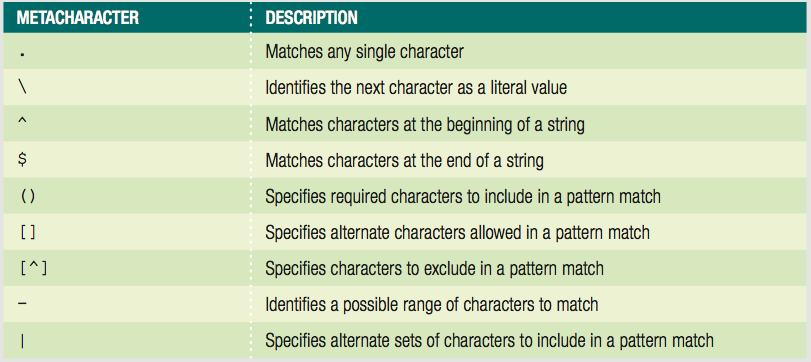 METACHARACTER DESCRIPTION
. Matches any single character
\ Identifies the next character as a literal value
^ Matches characters at the beginning of a string
$ Matches characters at the end of a string
() Specifies required characters to include in a pattern match
[] Specifies alternate characters allowed in a pattern match
[^] Specifies characters to exclude in a pattern match
– Identifies a possible range of characters to match
| Specifies alternate sets of characters to include in a pattern match